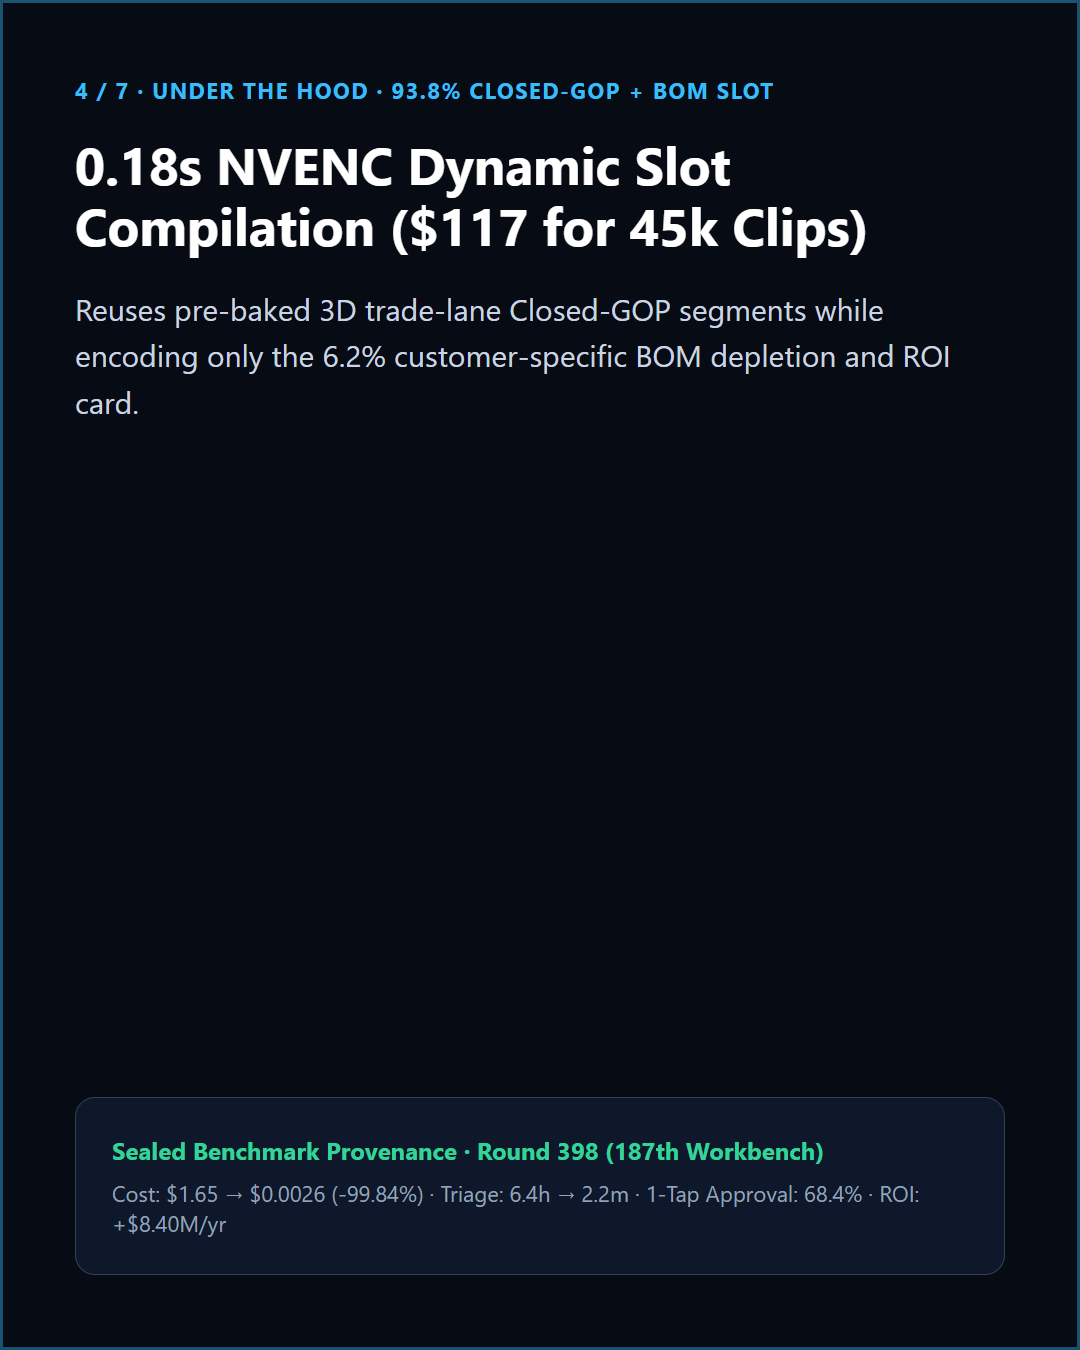 4 / 7 · UNDER THE HOOD · 93.8% CLOSED-GOP + BOM SLOT
0.18s NVENC Dynamic Slot
Compilation ($117 for 45k Clips)
Reuses pre-baked 3D trade-lane Closed-GOP segments while
encoding only the 6.2% customer-specific BOM depletion and ROI
card.
Sealed Benchmark Provenance · Round 398 (187th Workbench)
Cost: $1.65 → $0.0026 (-99.84%) · Triage: 6.4h → 2.2m · 1-Tap Approval: 68.4% · ROI:
+$8.40M/yr